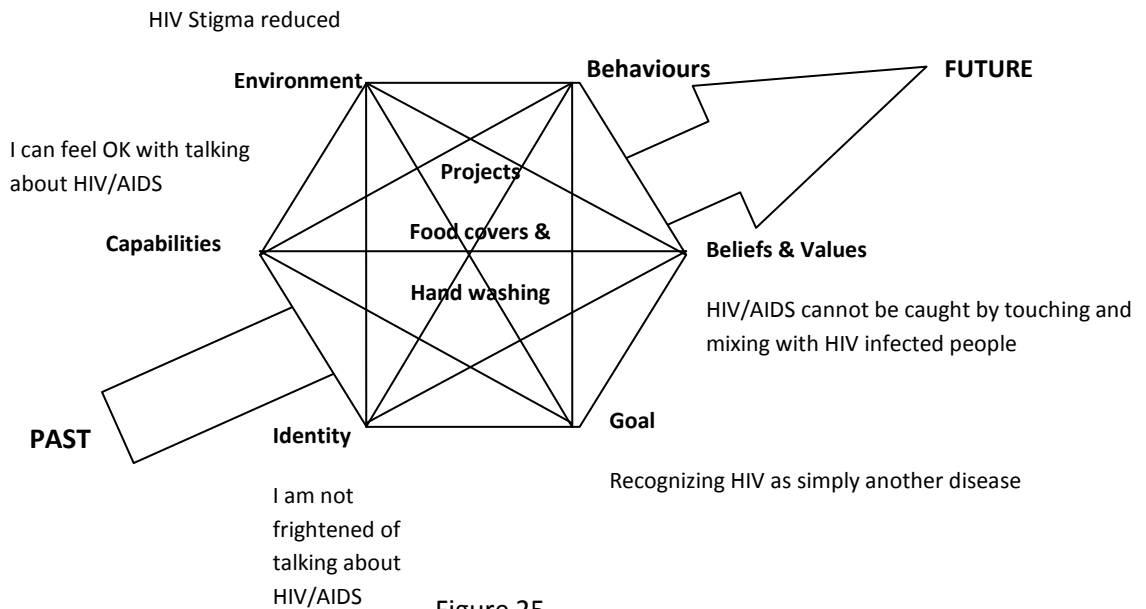 HIV Stigma reduced
Environment
Behaviours
FUTURE
I can feel OK with talking
about HIV/AIDS
Projects
Capabilities
Food covers &
Beliefs & Values
Hand washing
HIV/AIDS cannot be caught by touching and
mixing with HIV infected people
PAST
Identity
Goal
I am not
frightened of
talking about
HIV/AIDS
Recognizing HIV as simply another disease